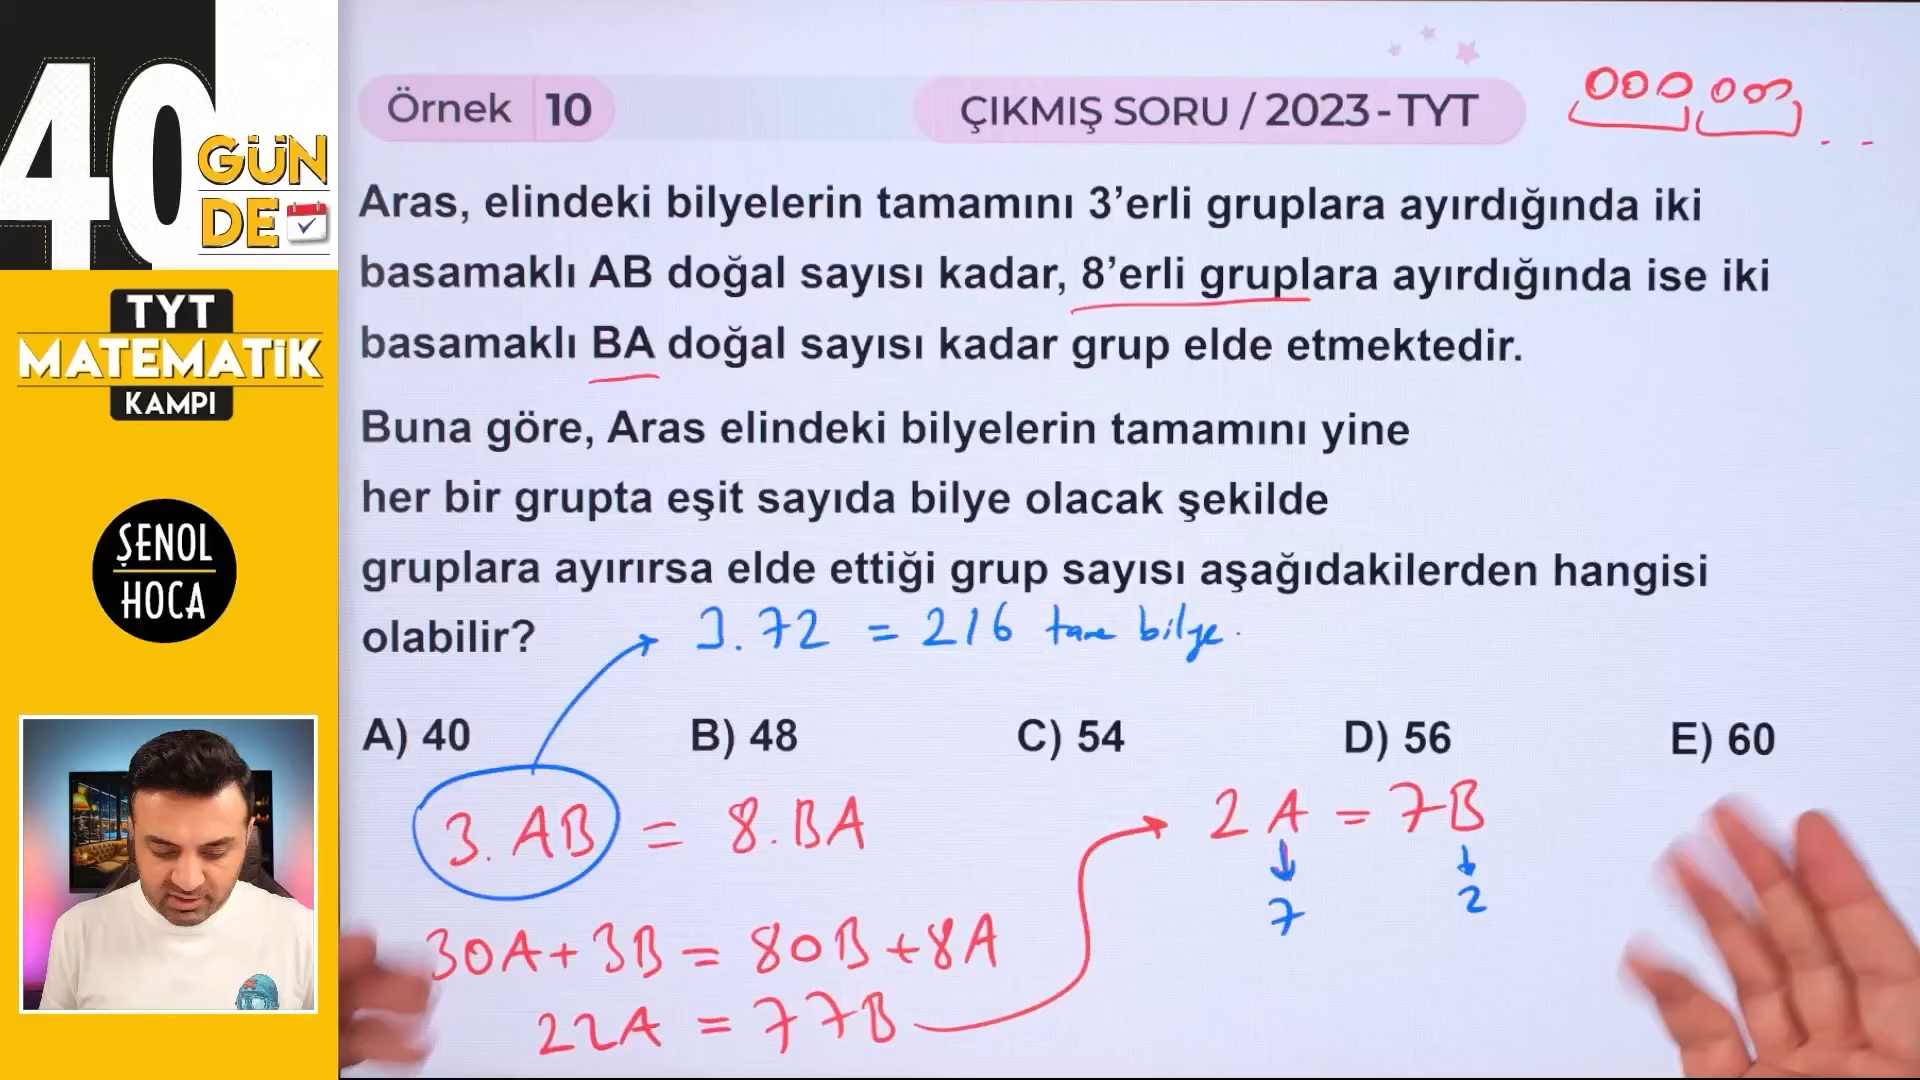 40
GÜN
DE
TYT
MATEMATİK
KAMPI
ŞENOL
HOCA
Örnek 10
ÇIKMIŞ SORU / 2023 - TYT
Aras, elindeki bilyelerin tamamını 3’erli gruplara ayırdığında iki
basamaklı AB doğal sayısı kadar, 8’erli gruplara ayırdığında ise iki
basamaklı BA doğal sayısı kadar grup elde etmektedir.
Buna göre, Aras elindeki bilyelerin tamamını yine
her bir grupta eşit sayıda bilye olacak şekilde
gruplara ayırırsa elde ettiği grup sayısı aşağıdakilerden hangisi
olabilir?
3.72 = 216 tane bilye.
A) 40 B) 48 C) 54 D) 56 E) 60
3.AB = 8.BA
2A = 7B
7 2
30A+3B = 80B+8A
22A = 77B